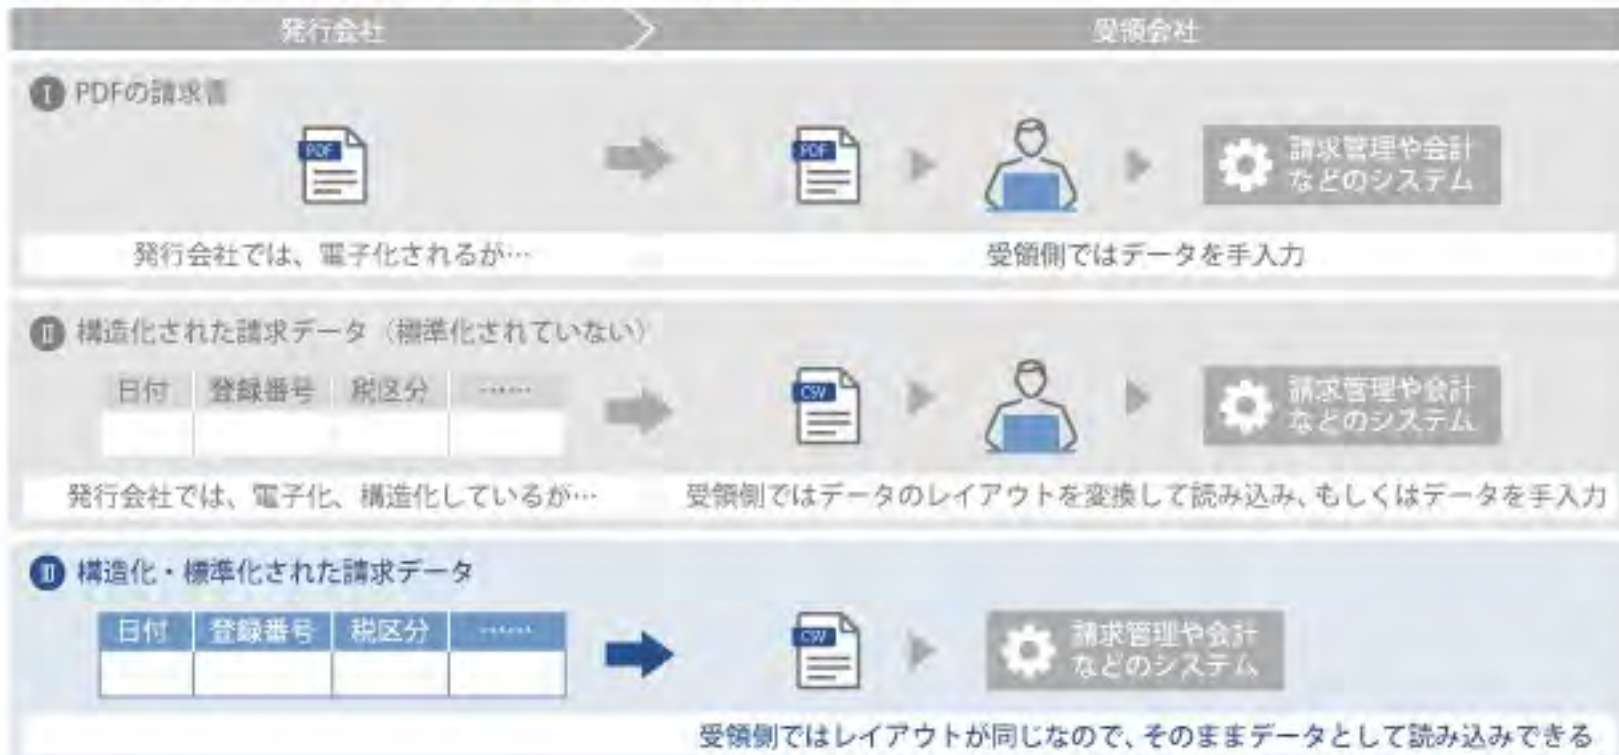 発行会社
受領会社
I PDFの請求書
PDF
PDF
請求管理や会計
などのシステム
発行会社では、電子化されるが…
受領側ではデータを手入力
II 構造化された請求データ（標準化されていない）
日付 登録番号 税区分 ……
CSV
請求管理や会計
などのシステム
発行会社では、電子化、構造化しているが…
受領側ではデータのレイアウトを変換して読み込み、もしくはデータを手入力
III 構造化・標準化された請求データ
日付 登録番号 税区分 ……
CSV
請求管理や会計
などのシステム
受領側ではレイアウトが同じなので、そのままデータとして読み込みできる